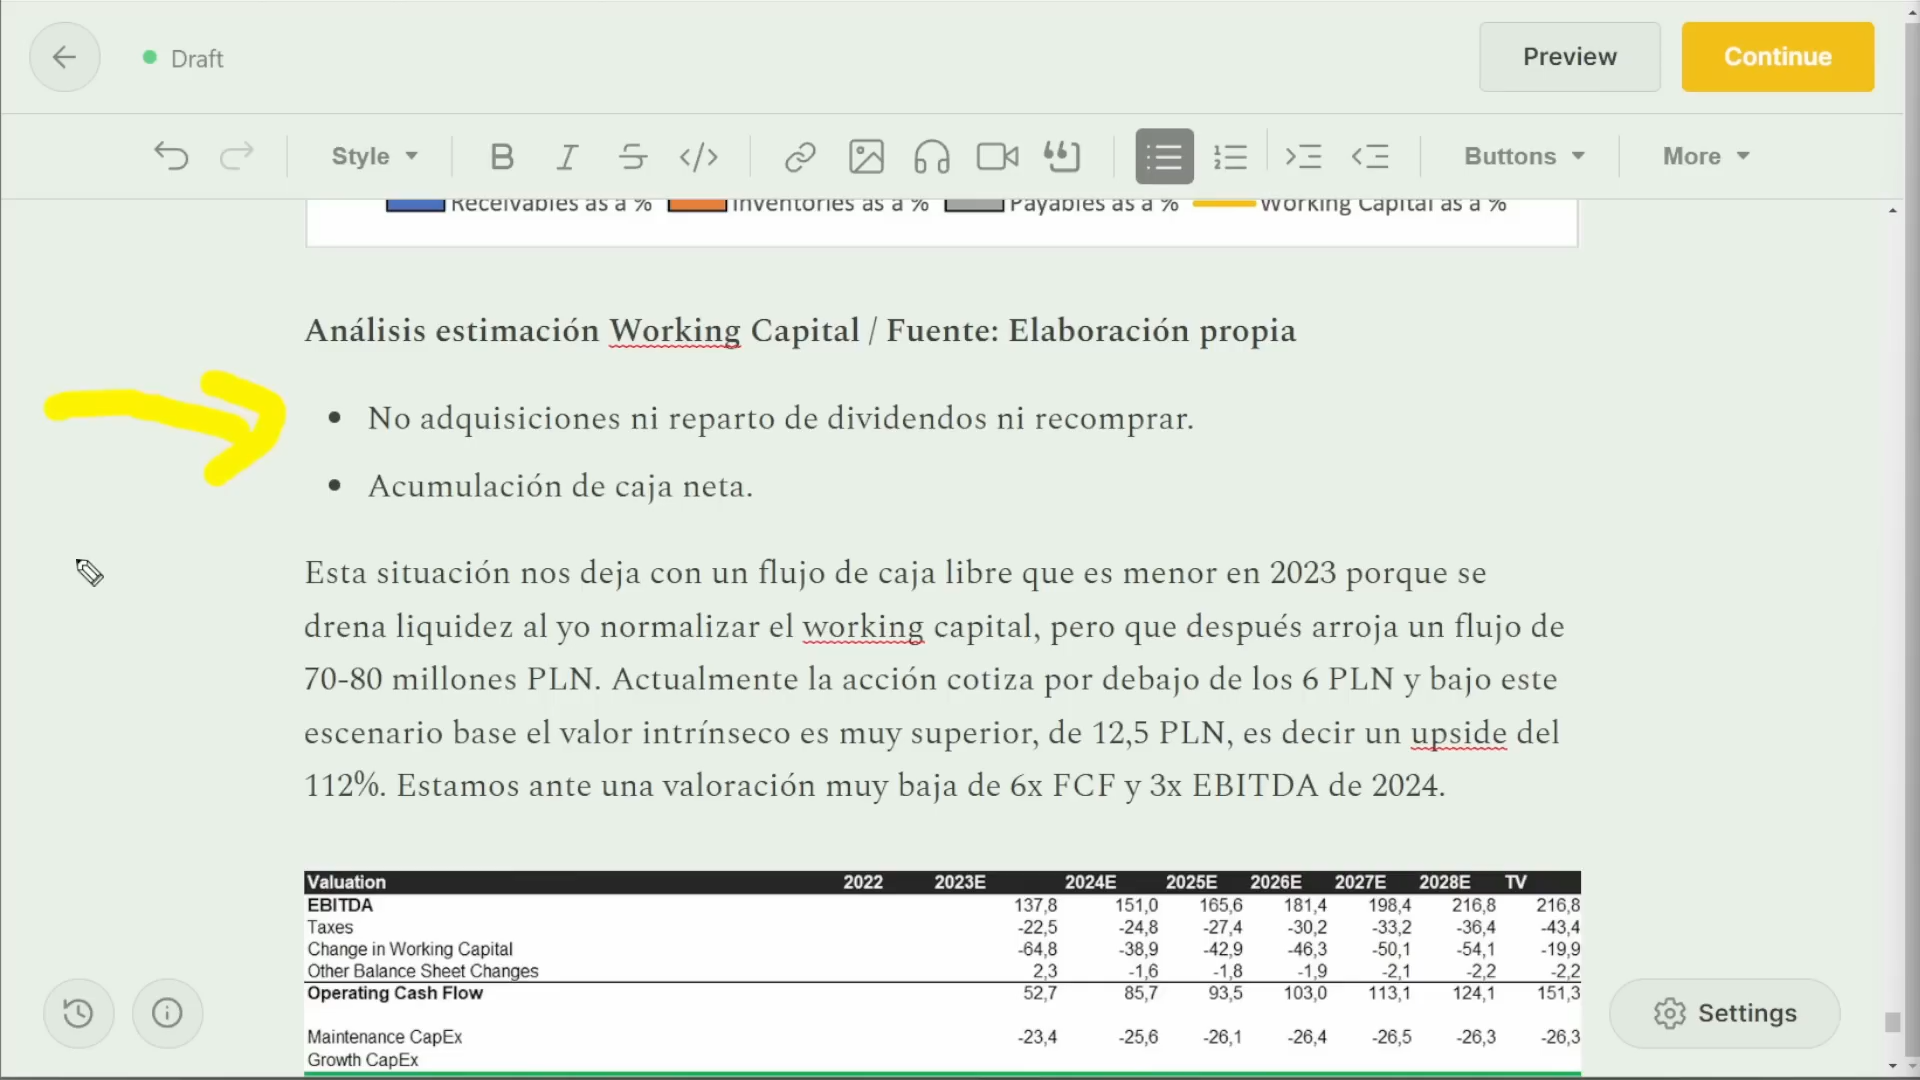 Draft
Preview
Continue
Style
Buttons
More
Receivables as a % Inventories as a % Payables as a % Working Capital as a %
Análisis estimación Working Capital / Fuente: Elaboración propia
• No adquisiciones ni reparto de dividendos ni recomprar.
• Acumulación de caja neta.
Esta situación nos deja con un flujo de caja libre que es menor en 2023 porque se
drena liquidez al yo normalizar el working capital, pero que después arroja un flujo de
70-80 millones PLN. Actualmente la acción cotiza por debajo de los 6 PLN y bajo este
escenario base el valor intrínseco es muy superior, de 12,5 PLN, es decir un upside del
112%. Estamos ante una valoración muy baja de 6x FCF y 3x EBITDA de 2024.
Valuation 2022 2023E 2024E 2025E 2026E 2027E 2028E TV
EBITDA 137,8 151,0 165,6 181,4 198,4 216,8 216,8
Taxes -22,5 -24,8 -27,4 -30,2 -33,2 -36,4 -43,4
Change in Working Capital -64,8 -38,9 -42,9 -46,3 -50,1 -54,1 -19,9
Other Balance Sheet Changes 2,3 -1,6 -1,8 -1,9 -2,1 -2,2 -2,2
Operating Cash Flow 52,7 85,7 93,5 103,0 113,1 124,1 151,3
Maintenance CapEx -23,4 -25,6 -26,1 -26,4 -26,5 -26,3 -26,3
Growth CapEx
Settings